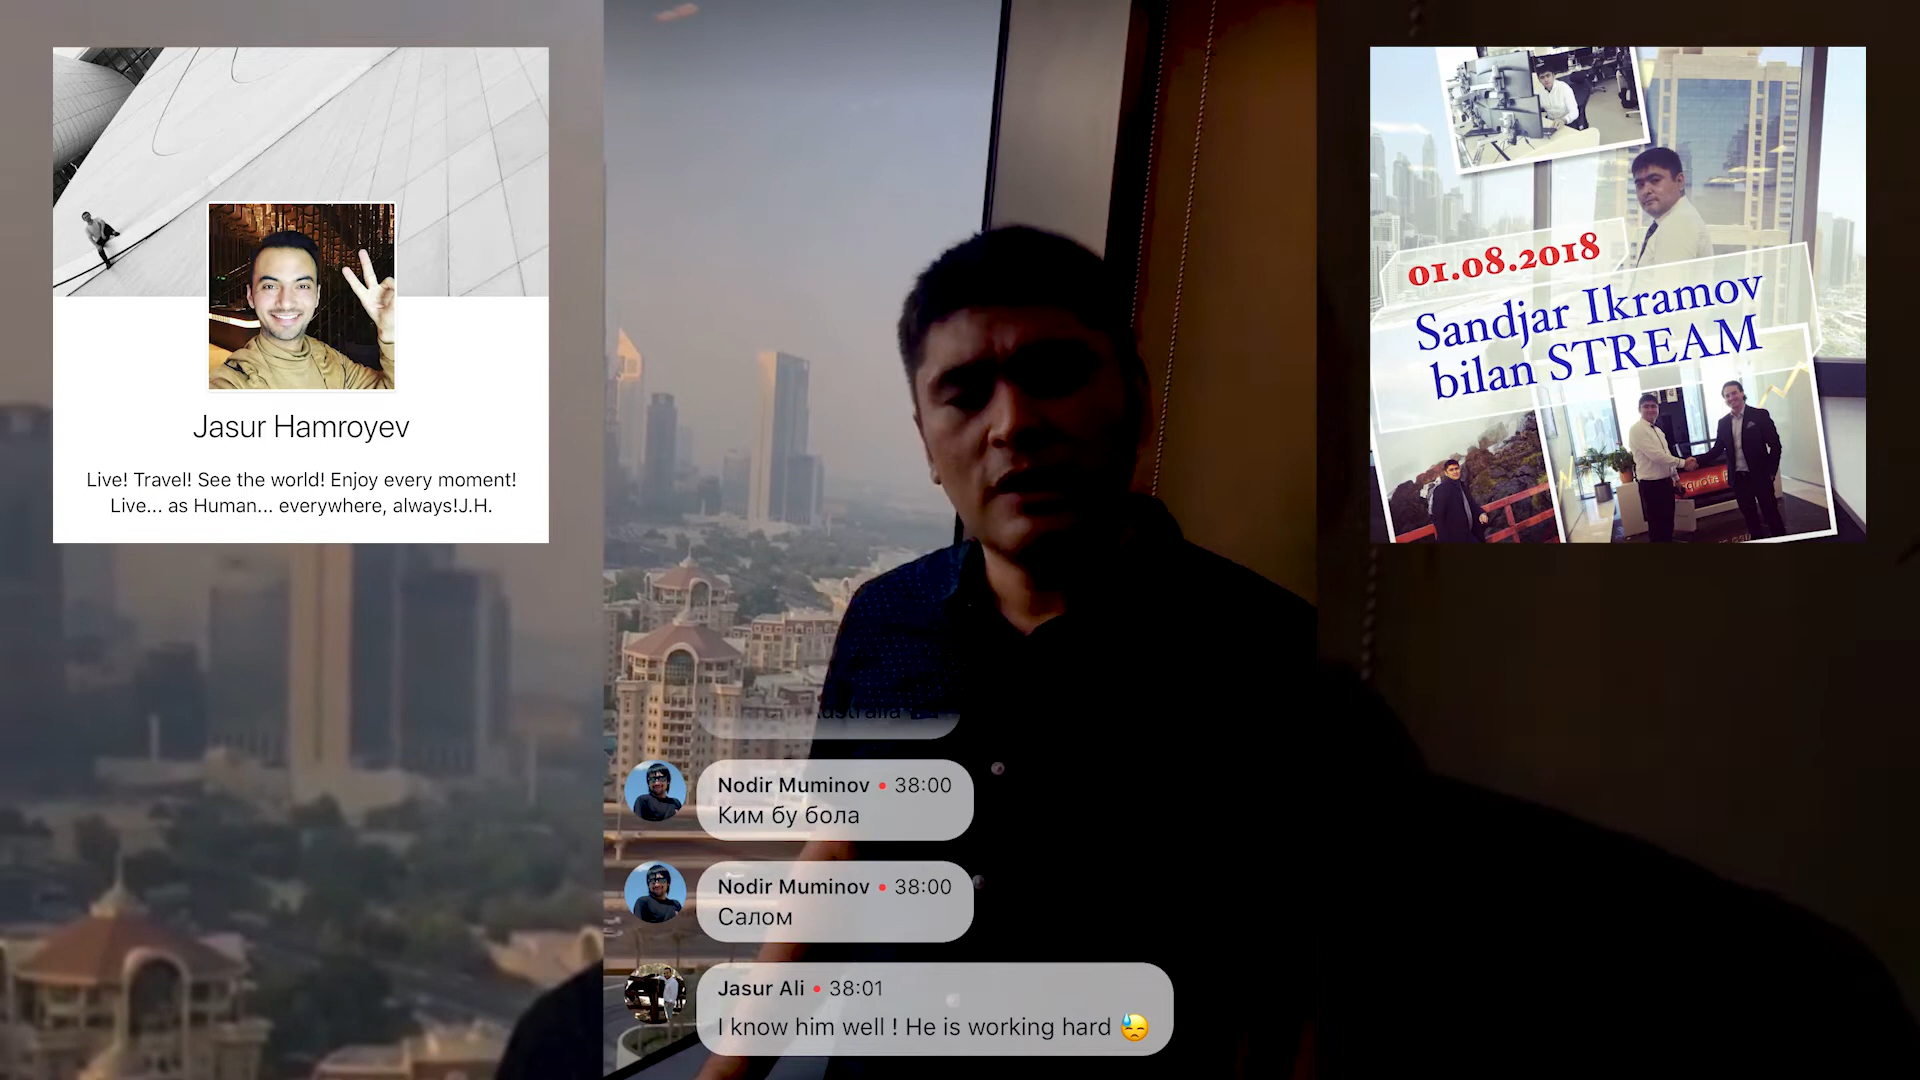 Jasur Hamroyev
Live! Travel! See the world! Enjoy every moment!
Live... as Human... everywhere, always!J.H.
01.08.2018
Sandjar Ikramov
bilan STREAM
Australia
Nodir Muminov • 38:00
Ким бу бола
Nodir Muminov • 38:00
Салом
Jasur Ali • 38:01
I know him well ! He is working hard 😓